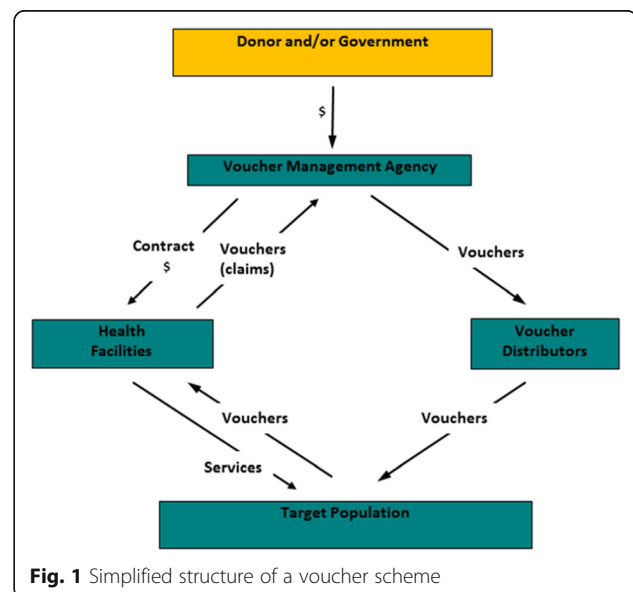 Donor and/or Government
$
Voucher Management Agency
Contract
$
Vouchers
(claims)
Vouchers
Health
Facilities
Voucher
Distributors
Vouchers
Vouchers
Services
Target Population
Fig. 1 Simplified structure of a voucher scheme